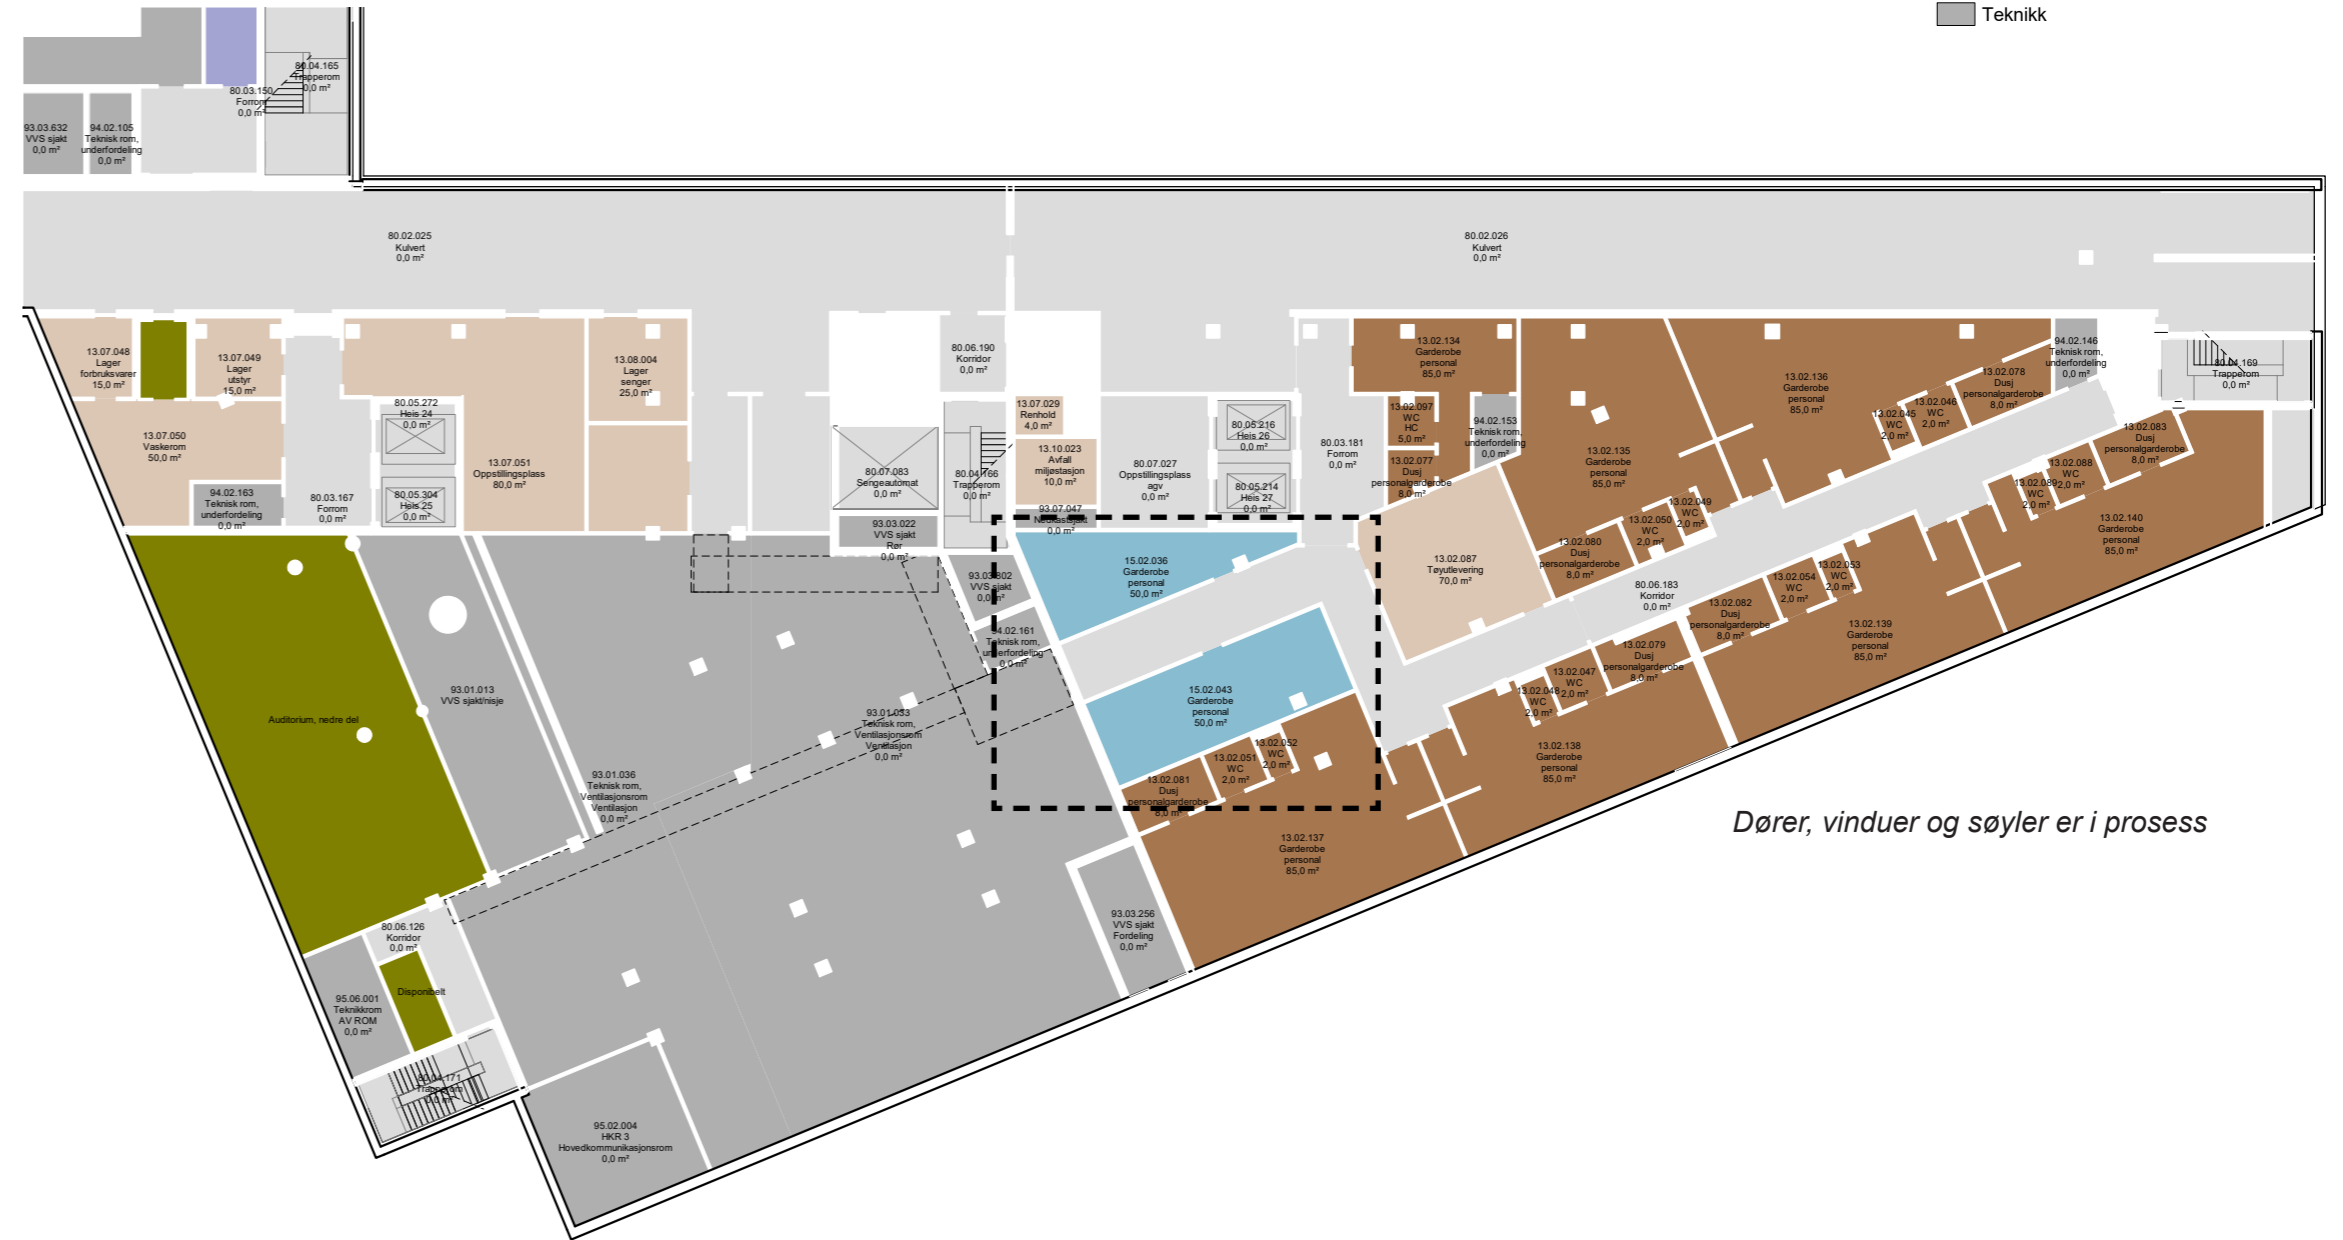 Teknikk
80.04.165
Trapperom
0,0 m²
80.03.150
Forrom
0,0 m²
93.03.632
VVS sjakt
0,0 m²
94.02.105
Teknisk rom,
underfordeling
0,0 m²
80.02.025
Kulvert
0,0 m²
80.02.026
Kulvert
0,0 m²
13.07.048
Lager
forbruksvarer
15,0 m²
13.07.049
Lager
utstyr
15,0 m²
13.08.004
Lager
senger
25,0 m²
80.06.190
Korridor
0,0 m²
13.02.134
Garderobe
personal
85,0 m²
13.02.136
Garderobe
personal
85,0 m²
13.02.078
Dusj
personalgarderobe
8,0 m²
94.02.146
Teknisk rom,
underfordeling
0,0 m²
80.04.169
Trapperom
0,0 m²
13.07.050
Vaskerom
50,0 m²
80.05.272
Heis 24
0,0 m²
13.07.051
Oppstillingsplass
80,0 m²
80.05.304
Heis 25
0,0 m²
94.02.163
Teknisk rom,
underfordeling
0,0 m²
80.03.167
Forrom
0,0 m²
80.07.083
Sengeautomat
0,0 m²
80.04.166
Trapperom
0,0 m²
13.07.029
Renhold
4,0 m²
13.10.023
Avfall
miljøstasjon
10,0 m²
80.07.027
Oppstillingsplass
agv
0,0 m²
80.05.216
Heis 26
0,0 m²
80.05.214
Heis 27
0,0 m²
80.03.181
Forrom
0,0 m²
13.02.097
WC
HC
5,0 m²
13.02.077
Dusj
personalgarderobe
8,0 m²
94.02.153
Teknisk rom,
underfordeling
0,0 m²
13.02.135
Garderobe
personal
85,0 m²
13.02.045
WC
2,0 m²
13.02.046
WC
2,0 m²
13.02.083
Dusj
personalgarderobe
8,0 m²
13.02.088
WC
2,0 m²
13.02.089
WC
2,0 m²
13.02.140
Garderobe
personal
85,0 m²
93.03.022
VVS sjakt
Rør
0,0 m²
93.07.047
Nedkastsjakt
0,0 m²
13.02.049
WC
2,0 m²
13.02.050
WC
2,0 m²
13.02.080
Dusj
personalgarderobe
8,0 m²
15.02.036
Garderobe
personal
50,0 m²
13.02.087
Tøyutlevering
70,0 m²
80.06.183
Korridor
0,0 m²
93.03.802
VVS sjakt
0,0 m²
94.02.161
Teknisk rom,
underfordeling
0,0 m²
13.02.053
WC
2,0 m²
13.02.054
WC
2,0 m²
13.02.082
Dusj
personalgarderobe
8,0 m²
13.02.139
Garderobe
personal
85,0 m²
13.02.079
Dusj
personalgarderobe
8,0 m²
13.02.047
WC
2,0 m²
13.02.048
WC
2,0 m²
93.01.013
VVS sjakt/nisje
Auditorium, nedre del
15.02.043
Garderobe
personal
50,0 m²
93.01.033
Teknisk rom,
Ventilasjonsrom
Ventilasjon
0,0 m²
13.02.052
WC
2,0 m²
13.02.051
WC
2,0 m²
13.02.081
Dusj
personalgarderobe
8,0 m²
13.02.138
Garderobe
personal
85,0 m²
93.01.036
Teknisk rom,
Ventilasjonsrom
Ventilasjon
0,0 m²
Dører, vinduer og søyler er i prosess
13.02.137
Garderobe
personal
85,0 m²
80.06.126
Korridor
0,0 m²
93.03.256
VVS sjakt
Fordeling
0,0 m²
Disponibelt
95.06.001
Teknikkrom
AV ROM
0,0 m²
80.04.171
Trapperom
0,0 m²
95.02.004
HKR 3
Hovedkommunikasjonsrom
0,0 m²